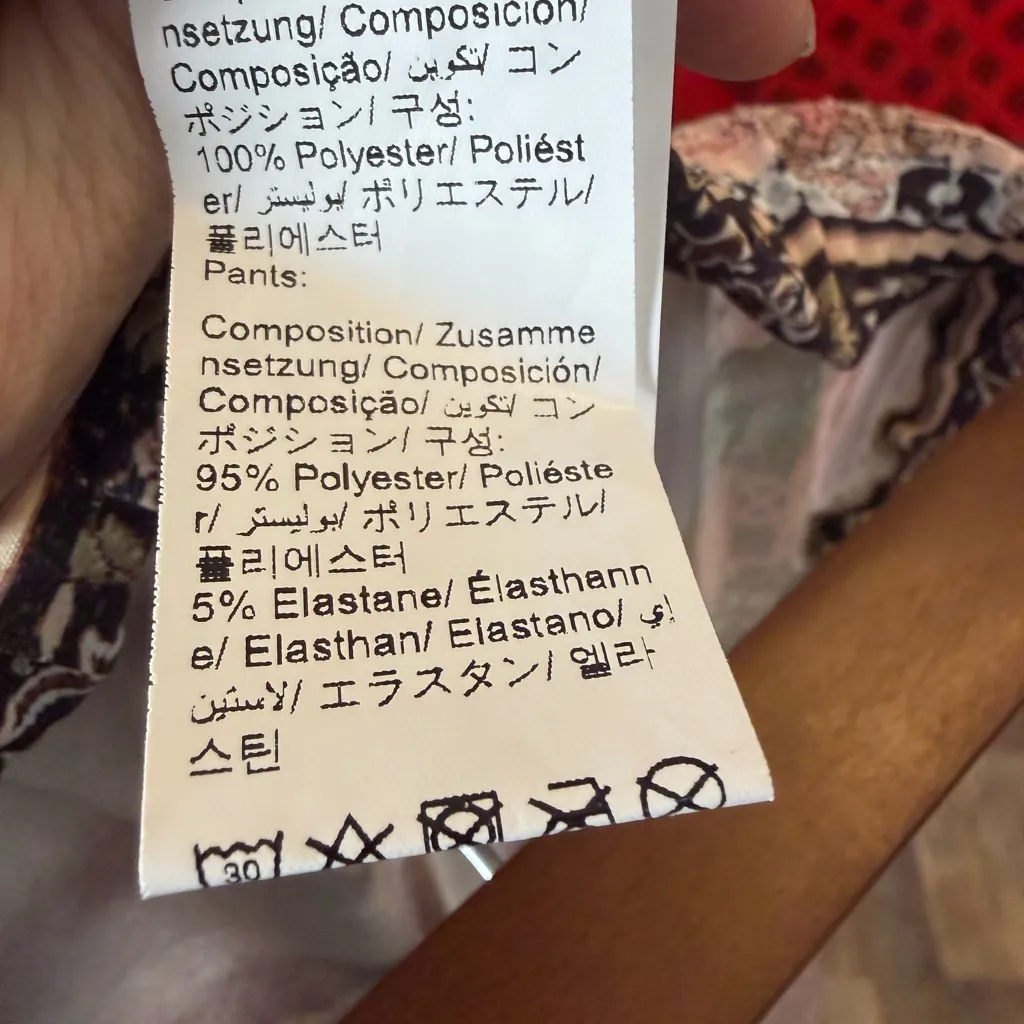 nsetzung/ Composición/
Composição/ تكوين/ コン
ポジション/ 구성:
100% Polyester/ Poliést
er/ بوليستر/ ポリエステル/
폴리에스터
Pants:
Composition/ Zusamme
nsetzung/ Composición/
Composição/ تكوين/ コン
ポジション/ 구성:
95% Polyester/ Poliéste
r/ بوليستر/ ポリエステル/
폴리에스터
5% Elastane/ Élasthann
e/ Elasthan/ Elastano/ إي
لاستين/ エラスタン/ 엘라
스틴
30